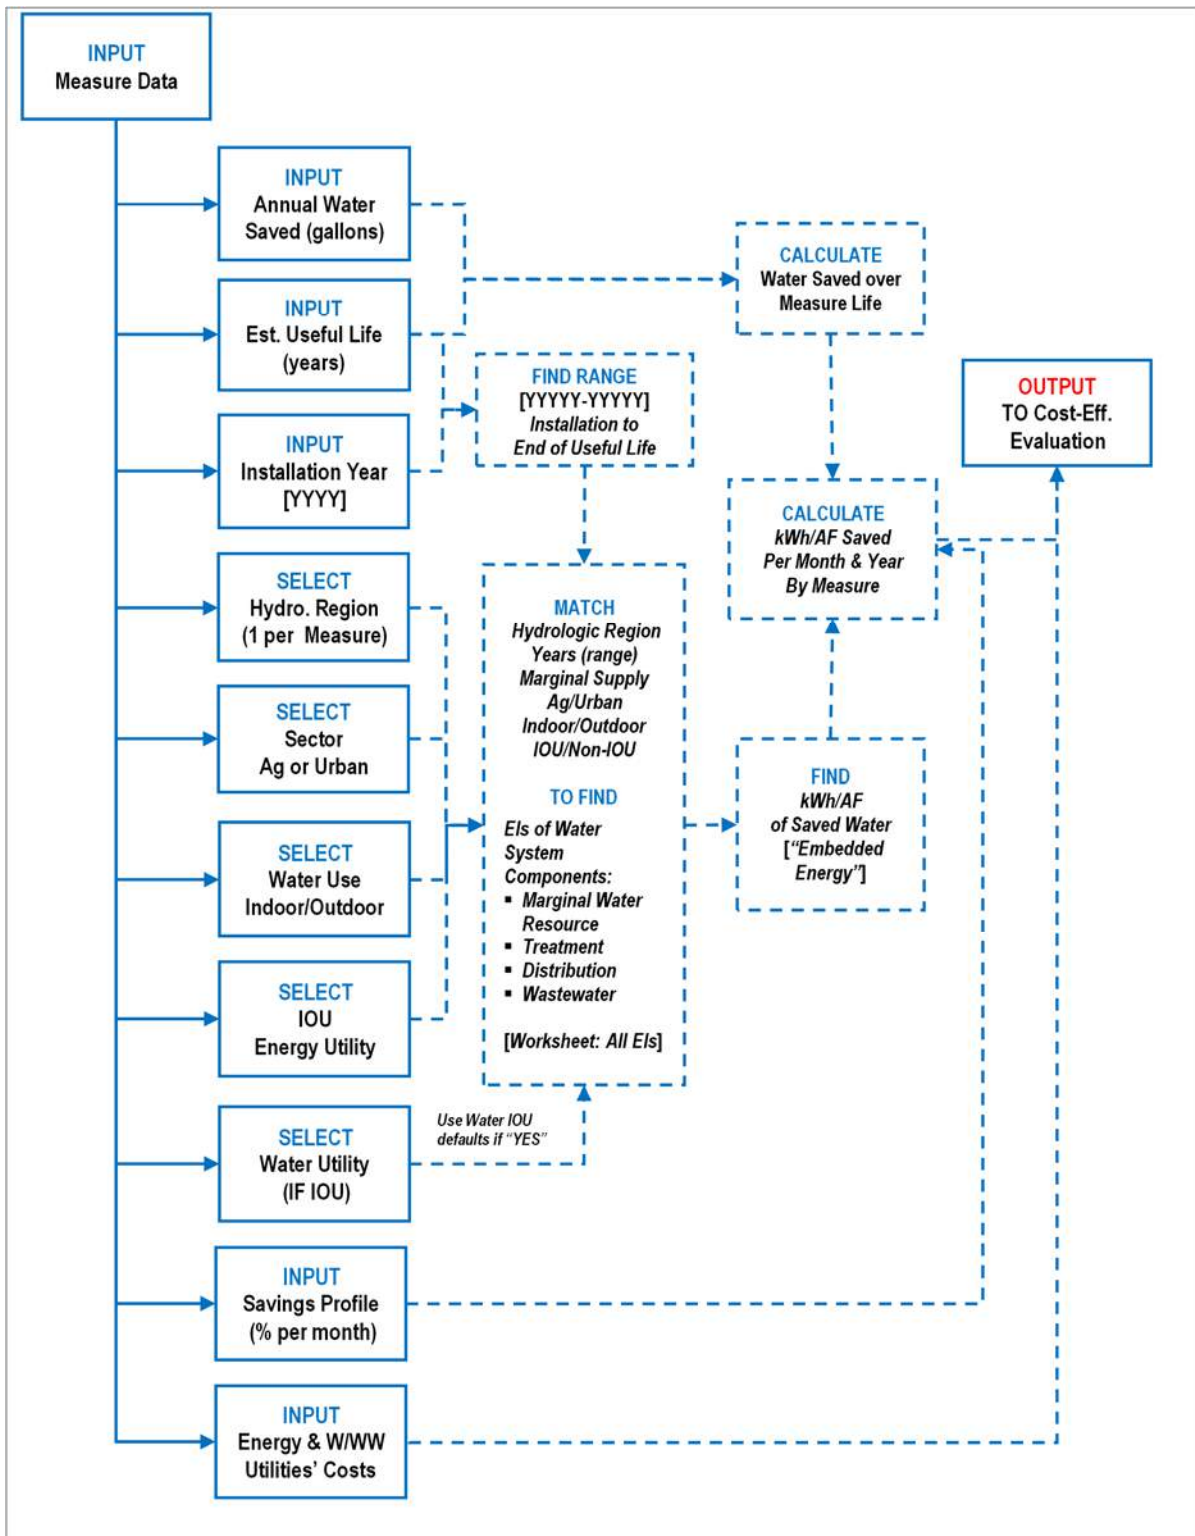 INPUT
Measure Data
INPUT
Annual Water
Saved (gallons)
INPUT
Est. Useful Life
(years)
INPUT
Installation Year
[YYYY]
SELECT
Hydro. Region
(1 per Measure)
SELECT
Sector
Ag or Urban
SELECT
Water Use
Indoor/Outdoor
SELECT
IOU
Energy Utility
SELECT
Water Utility
(IF IOU)
INPUT
Savings Profile
(% per month)
INPUT
Energy & W/WW
Utilities’ Costs
FIND RANGE
[YYYYY-YYYYY]
Installation to
End of Useful Life
MATCH
Hydrologic Region
Years (range)
Marginal Supply
Ag/Urban
Indoor/Outdoor
IOU/Non-IOU
TO FIND
EIs of Water
System
Components:
▪ Marginal Water
Resource
▪ Treatment
▪ Distribution
▪ Wastewater
[Worksheet: All EIs]
Use Water IOU
defaults if “YES”
CALCULATE
Water Saved over
Measure Life
CALCULATE
kWh/AF Saved
Per Month & Year
By Measure
FIND
kWh/AF
of Saved Water
[“Embedded
Energy”]
OUTPUT
TO Cost-Eff.
Evaluation